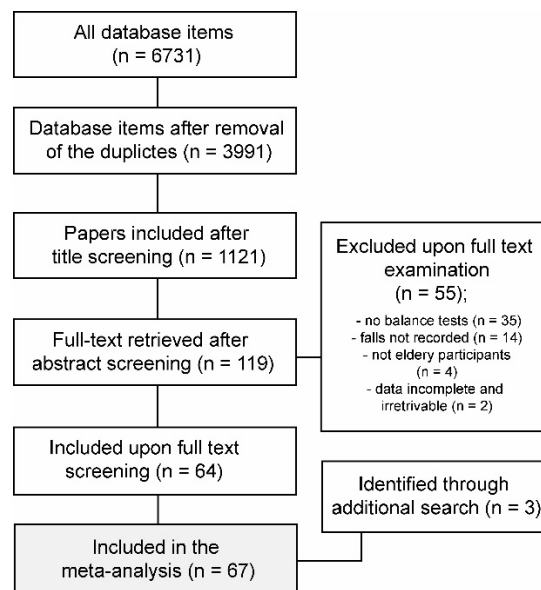 All database items
(n = 6731)
Database items after removal
of the duplictes (n = 3991)
Papers included after
title screening (n = 1121)
Excluded upon full text
examination
(n = 55);
- no balance tests (n = 35)
- falls not recorded (n = 14)
- not eldery participants
(n = 4)
- data incomplete and
irretrivable (n = 2)
Full-text retrieved after
abstract screening (n = 119)
Included upon full text
screening (n = 64)
Identified through
additional search (n = 3)
Included in the
meta-analysis (n = 67)